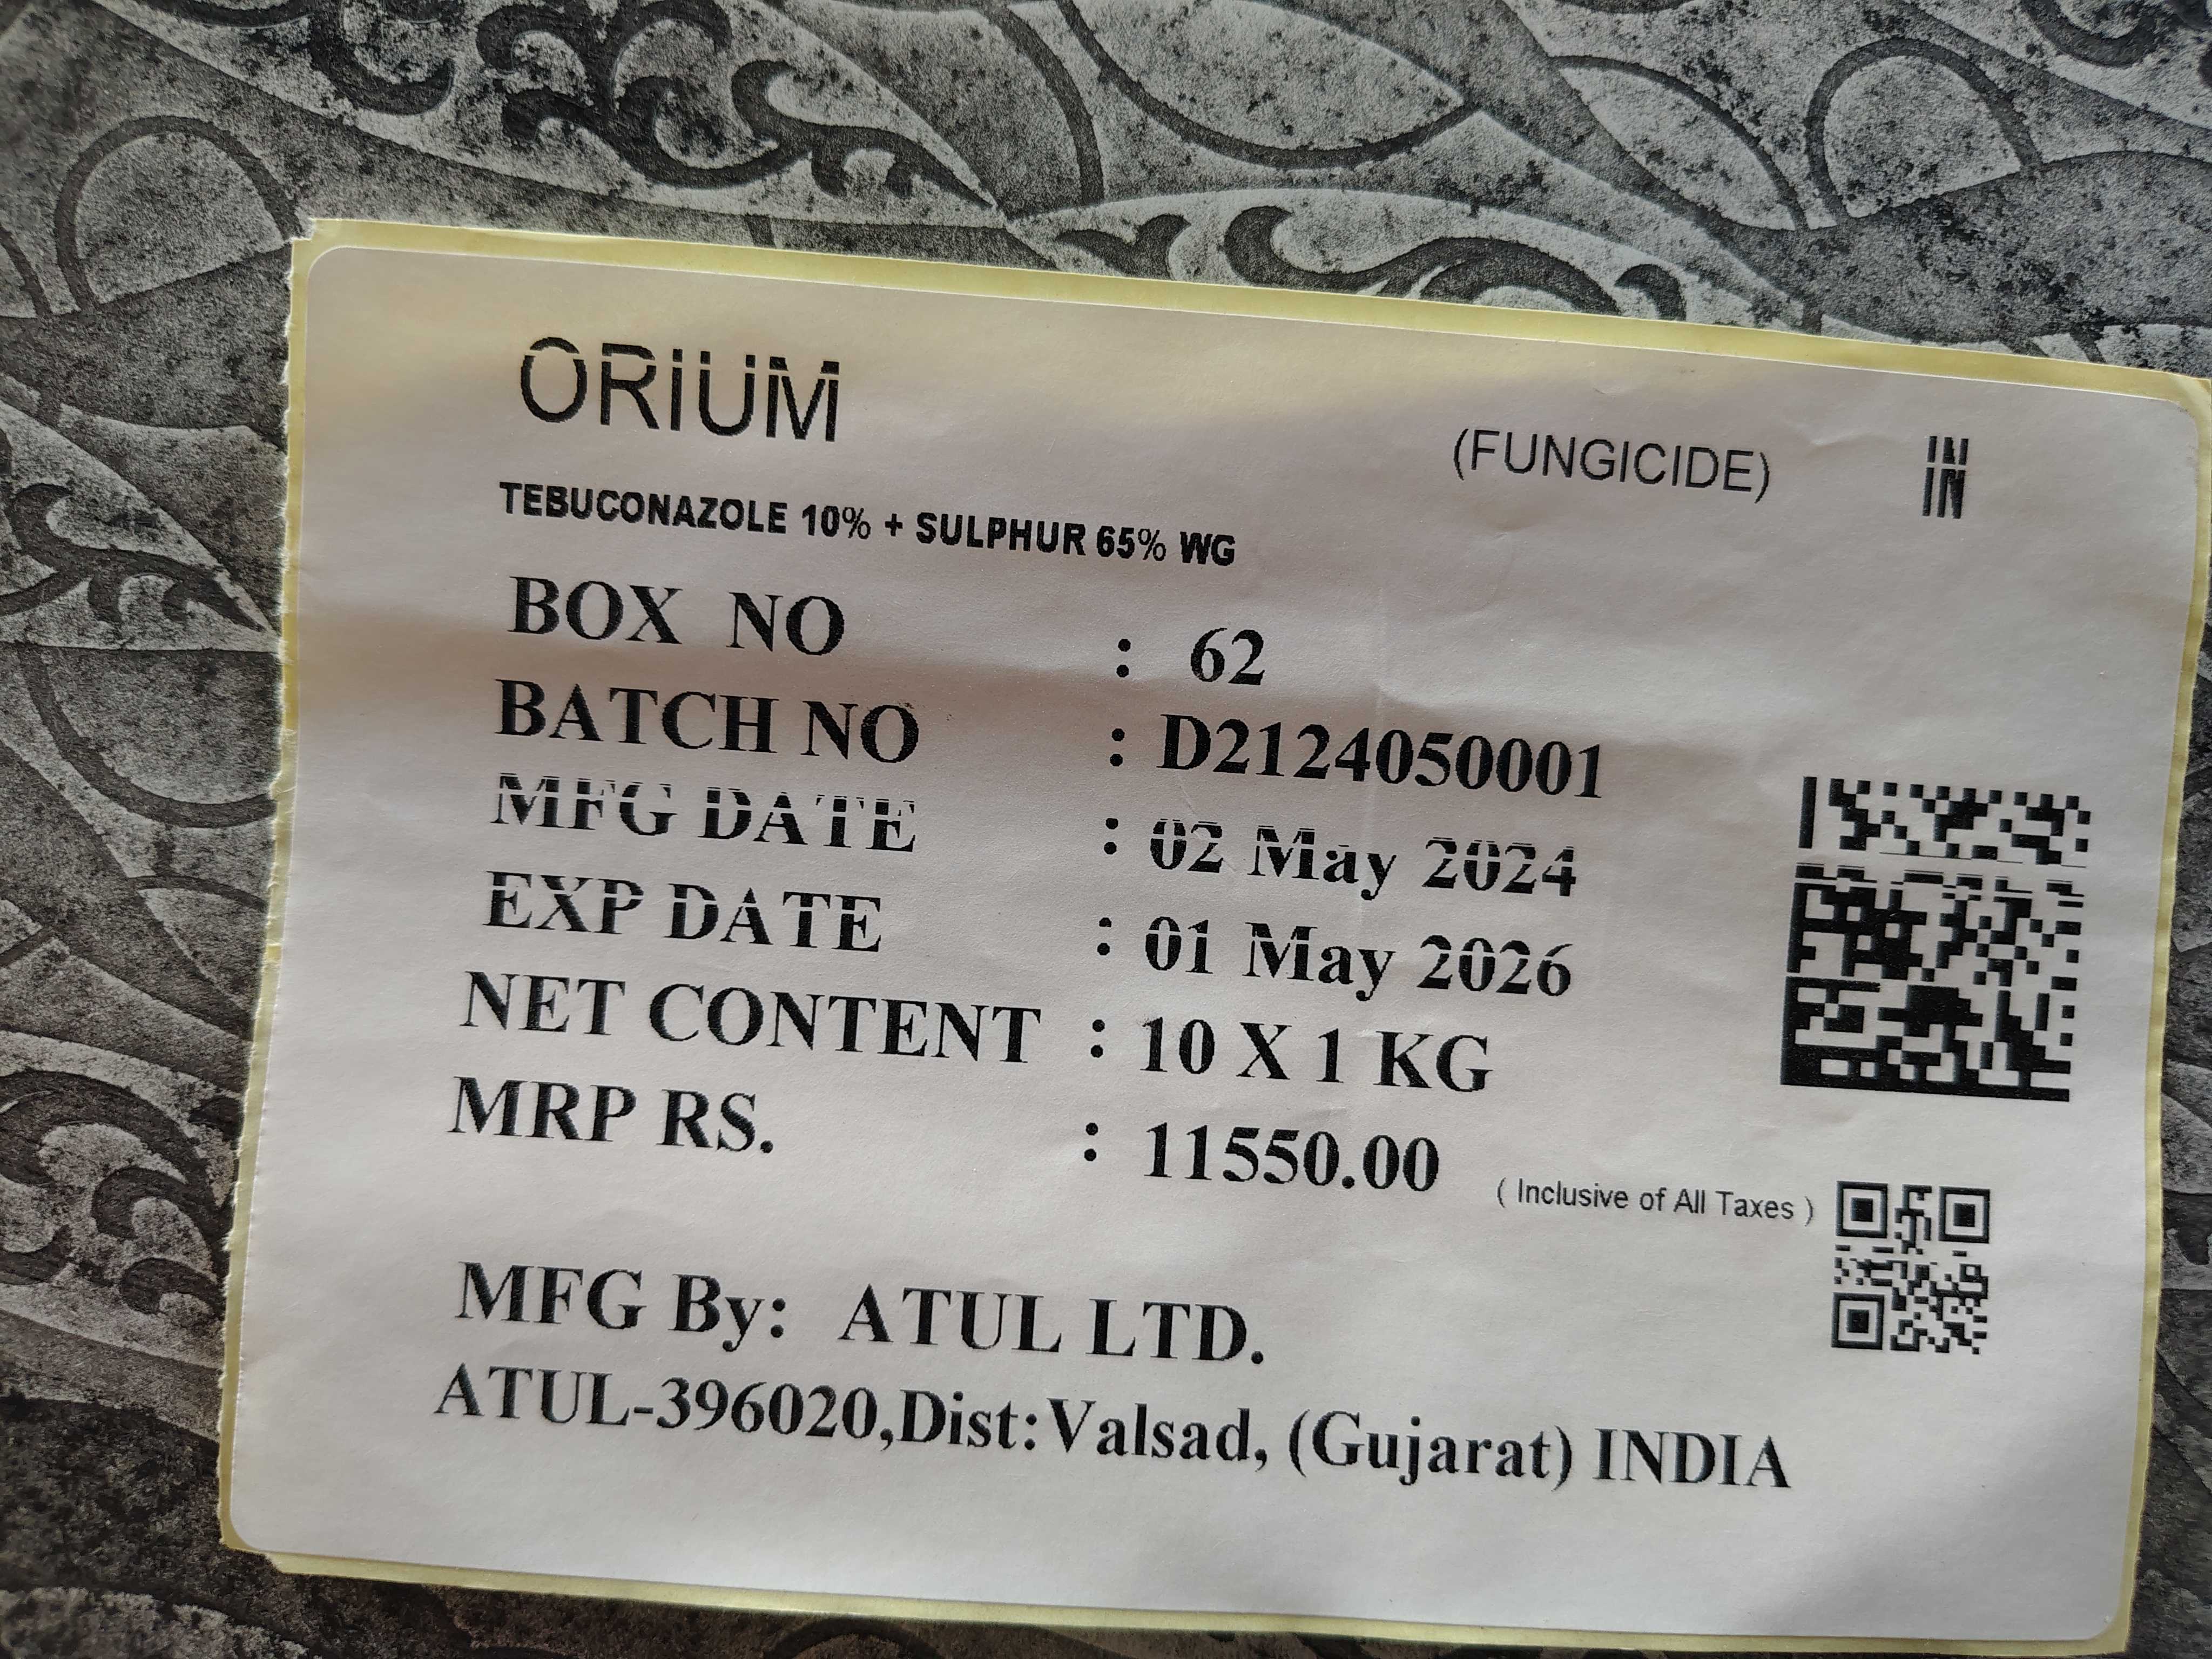 ORIUM
(FUNGICIDE) IN
TEBUCONAZOLE 10% + SULPHUR 65% WG
BOX NO : 62
BATCH NO : D2124050001
MFG DATE : 02 May 2024
EXP DATE : 01 May 2026
NET CONTENT : 10 X 1 KG
MRP RS. : 11550.00 ( Inclusive of All Taxes )
MFG By: ATUL LTD.
ATUL-396020,Dist:Valsad, (Gujarat) INDIA